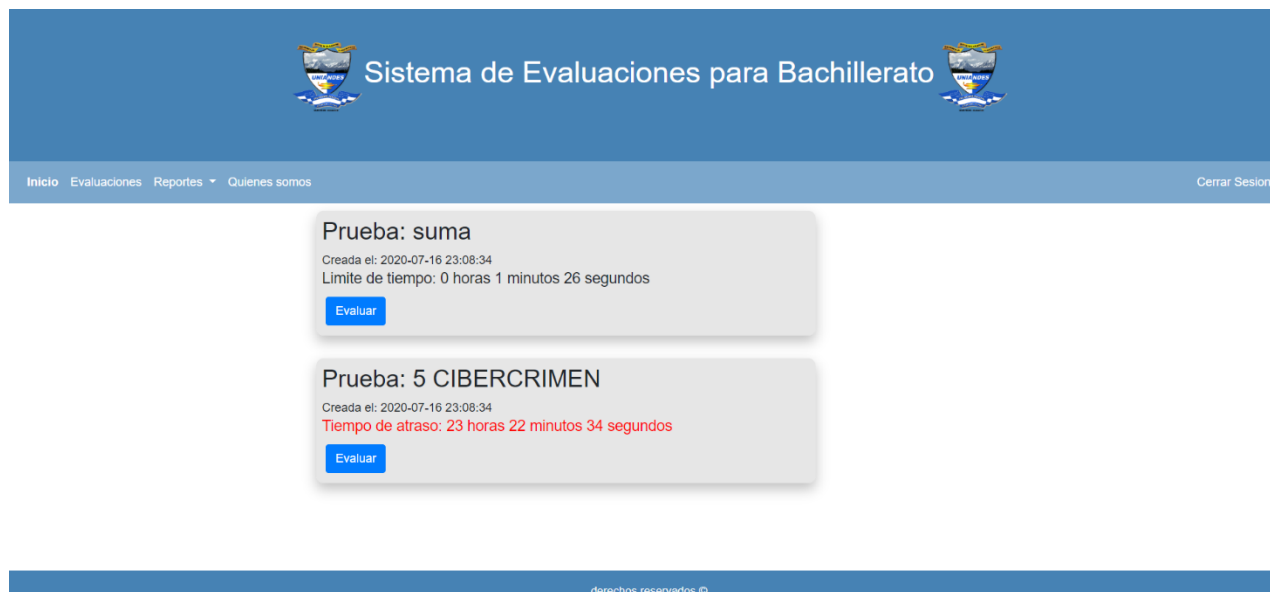 Sistema de Evaluaciones para Bachillerato
UNIANDES
UNIANDES
Inicio Evaluaciones Reportes Quienes somos Cerrar Sesion
Prueba: suma
Creada el: 2020-07-16 23:08:34
Limite de tiempo: 0 horas 1 minutos 26 segundos
Evaluar
Prueba: 5 CIBERCRIMEN
Creada el: 2020-07-16 23:08:34
Tiempo de atraso: 23 horas 22 minutos 34 segundos
Evaluar
derechos reservados ©